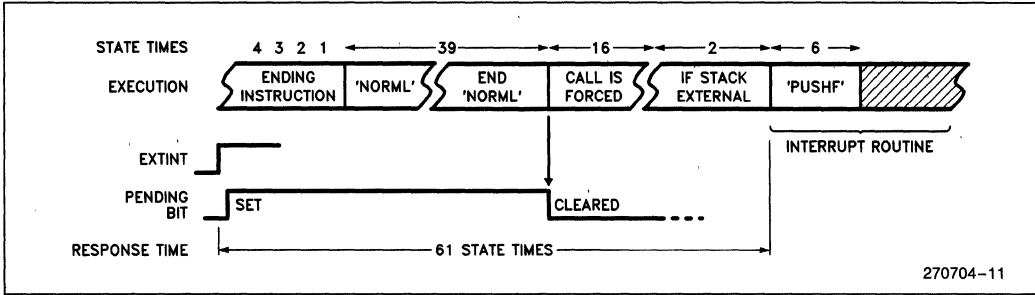 STATE TIMES 4 3 2 1 39 16 2 6
EXECUTION
ENDING INSTRUCTION
'NORML'
END 'NORML'
CALL IS FORCED
IF STACK EXTERNAL
'PUSHF'
INTERRUPT ROUTINE
EXTINT
PENDING BIT
SET
CLEARED
RESPONSE TIME
61 STATE TIMES
270704-11